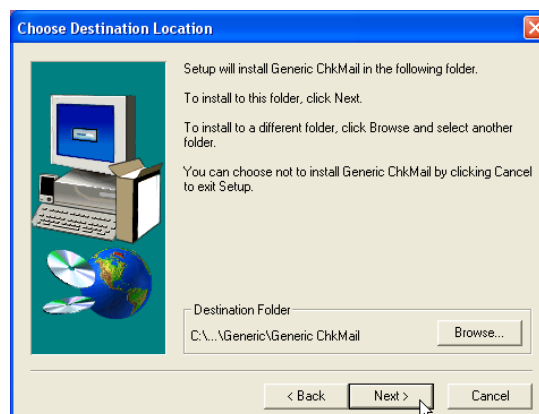 Choose Destination Location
Setup will install Generic ChkMail in the following folder.
To install to this folder, click Next.
To install to a different folder, click Browse and select another
folder.
You can choose not to install Generic ChkMail by clicking Cancel
to exit Setup.
Destination Folder
C:\...\Generic\Generic ChkMail
Browse...
< Back
Next >
Cancel